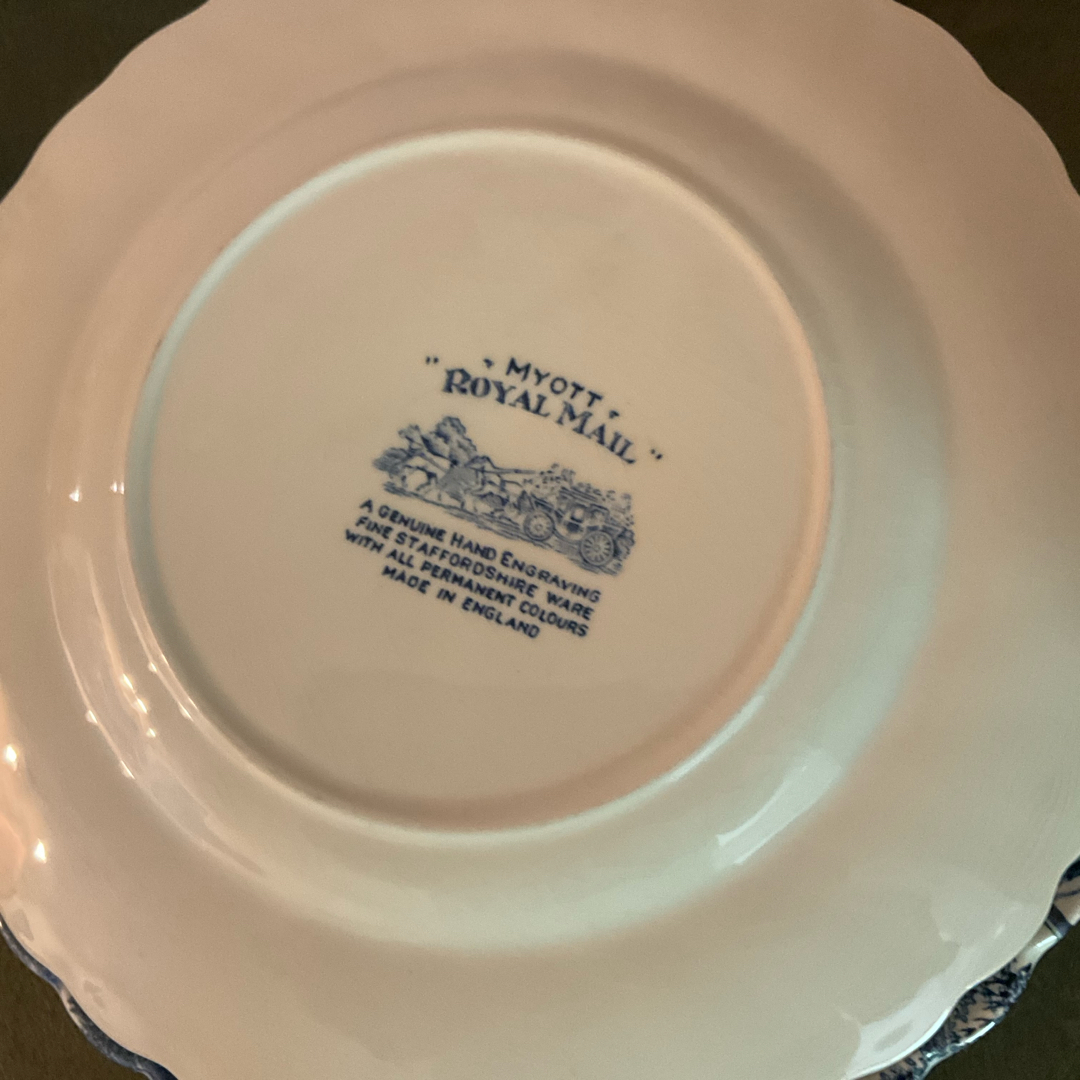 • MYOTT •
" ROYAL MAIL "
A GENUINE HAND ENGRAVING
FINE STAFFORDSHIRE WARE
WITH ALL PERMANENT COLOURS
MADE IN ENGLAND